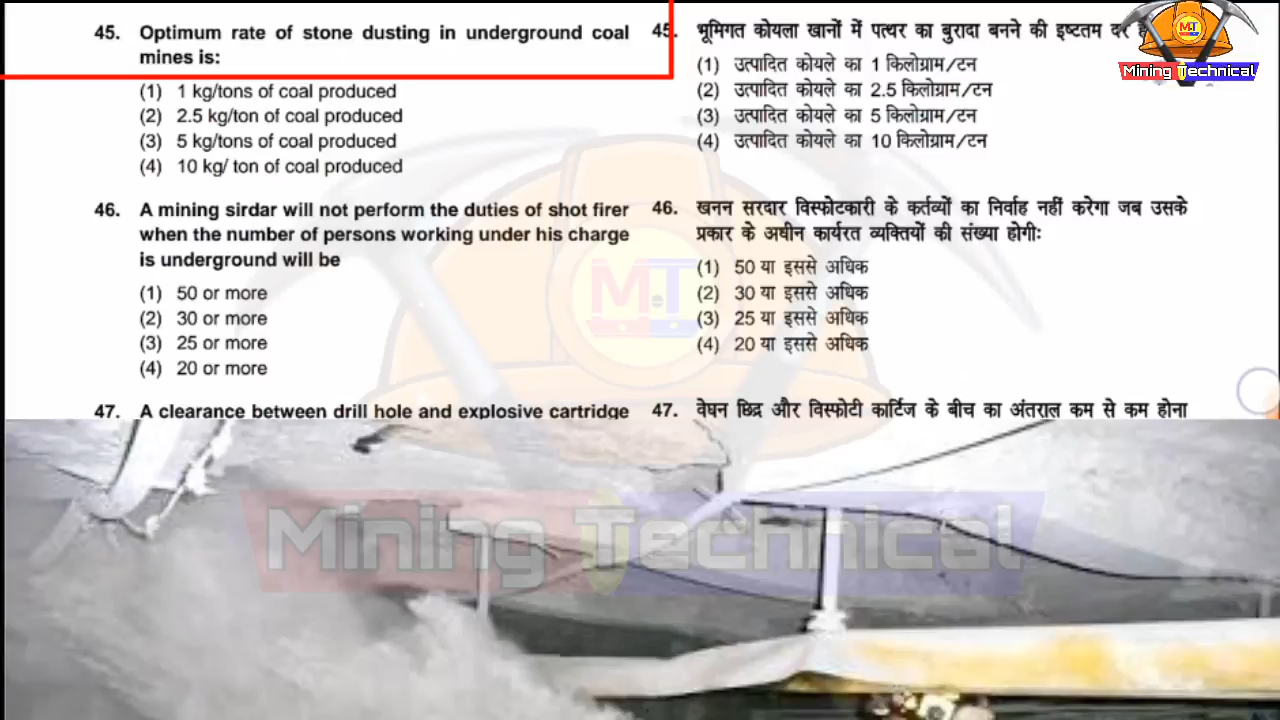 45. Optimum rate of stone dusting in underground coal
mines is:
(1) 1 kg/tons of coal produced
(2) 2.5 kg/ton of coal produced
(3) 5 kg/tons of coal produced
(4) 10 kg/ ton of coal produced
46. A mining sirdar will not perform the duties of shot firer
when the number of persons working under his charge
is underground will be
(1) 50 or more
(2) 30 or more
(3) 25 or more
(4) 20 or more
47. A clearance between drill hole and explosive cartridge
45. भूमिगत कोयला खानों में पत्थर का बुरादा बनने की इष्टतम दर
(1) उत्पादित कोयले का 1 किलोग्राम/टन
(2) उत्पादित कोयले का 2.5 किलोग्राम/टन
(3) उत्पादित कोयले का 5 किलोग्राम/टन
(4) उत्पादित कोयले का 10 किलोग्राम/टन
46. खनन सरदार विस्फोटकारी के कर्तव्यों का निर्वाह नहीं करेगा जब उसके
प्रकार के अधीन कार्यरत व्यक्तियों की संख्या होगीः
(1) 50 या इससे अधिक
(2) 30 या इससे अधिक
(3) 25 या इससे अधिक
(4) 20 या इससे अधिक
47. वेघन छिद्र और विस्फोटी कार्टिज के बीच का अंतराल कम से कम होना
MT
Mining Technical
M-T
Mining Technical